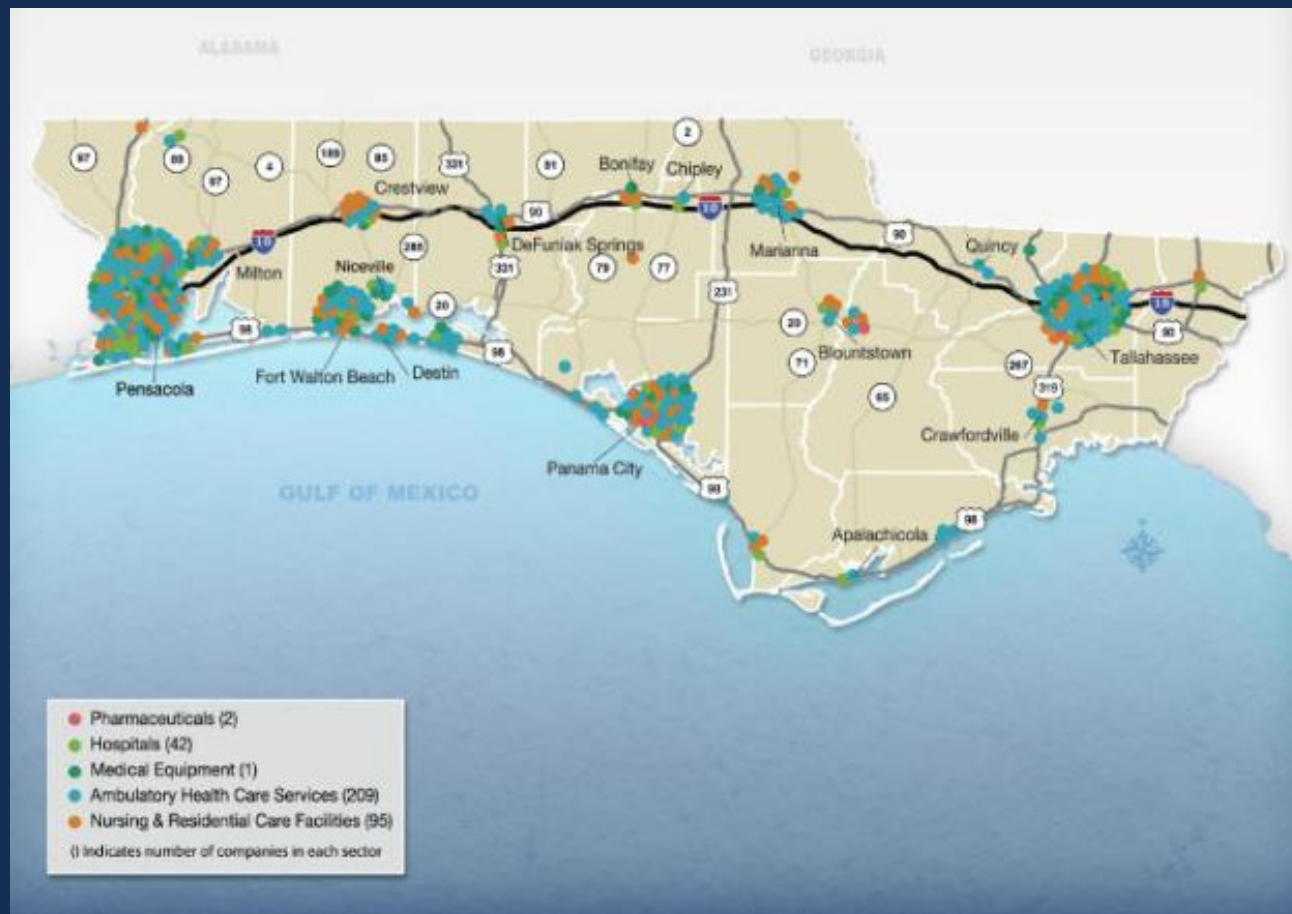 ALABAMA
GEORGIA
2
97
89
4
189
85
331
81
Bonifay
Chipley
97
Crestview
10
90
10
90
Quincy
10
285
DeFuniak Springs
Marianna
Milton
Niceville
331
79
77
231
10
20
20
98
90
Blountstown
Tallahassee
98
71
267
Pensacola
Fort Walton Beach
Destin
319
65
Crawfordville
Panama City
98
GULF OF MEXICO
98
Apalachicola
Pharmaceuticals (2)
Hospitals (42)
Medical Equipment (1)
Ambulatory Health Care Services (209)
Nursing & Residential Care Facilities (95)
() Indicates number of companies in each sector